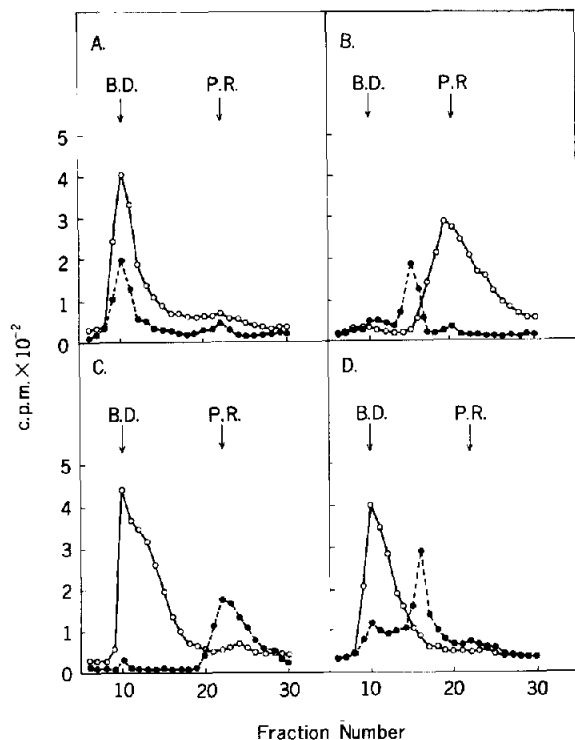 A.
B.
B.D.
P.R.
B.D.
P.R
5
4
3
2
1
0
C.
D.
B.D.
P.R.
B.D.
P.R.
5
4
3
2
1
0
c.p.m. × 10⁻²
10 20 30
10 20 30
Fraction Number